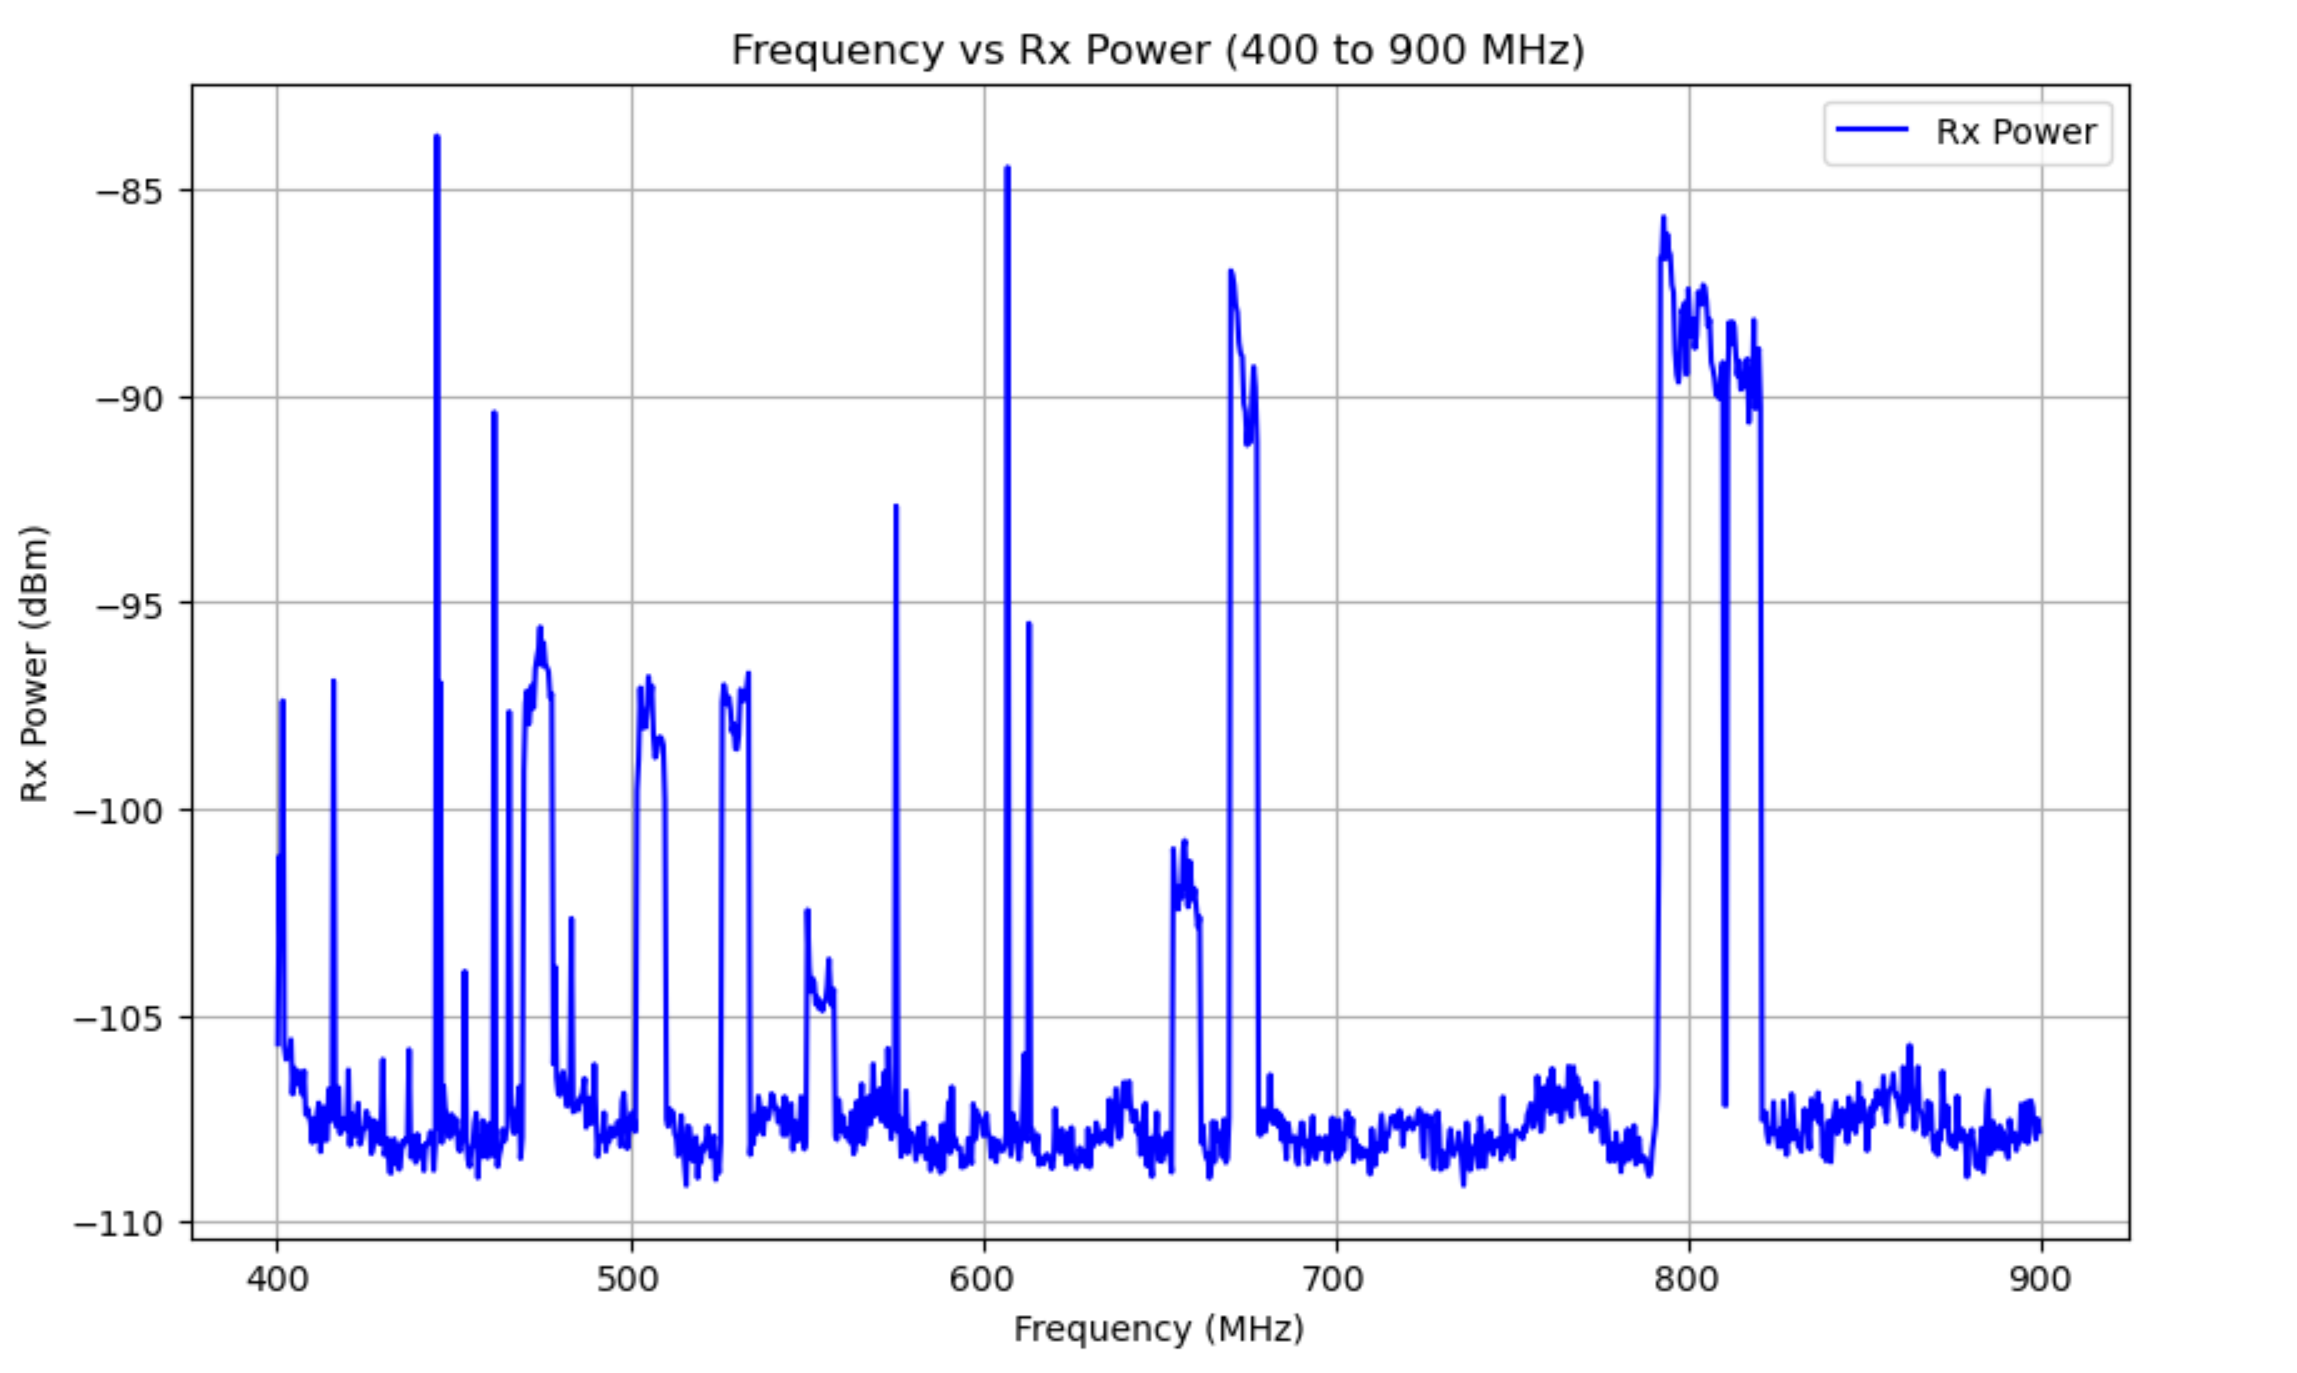 Frequency vs Rx Power (400 to 900 MHz)
Rx Power
−85
−90
−95
−100
−105
−110
Rx Power (dBm)
400 500 600 700 800 900
Frequency (MHz)